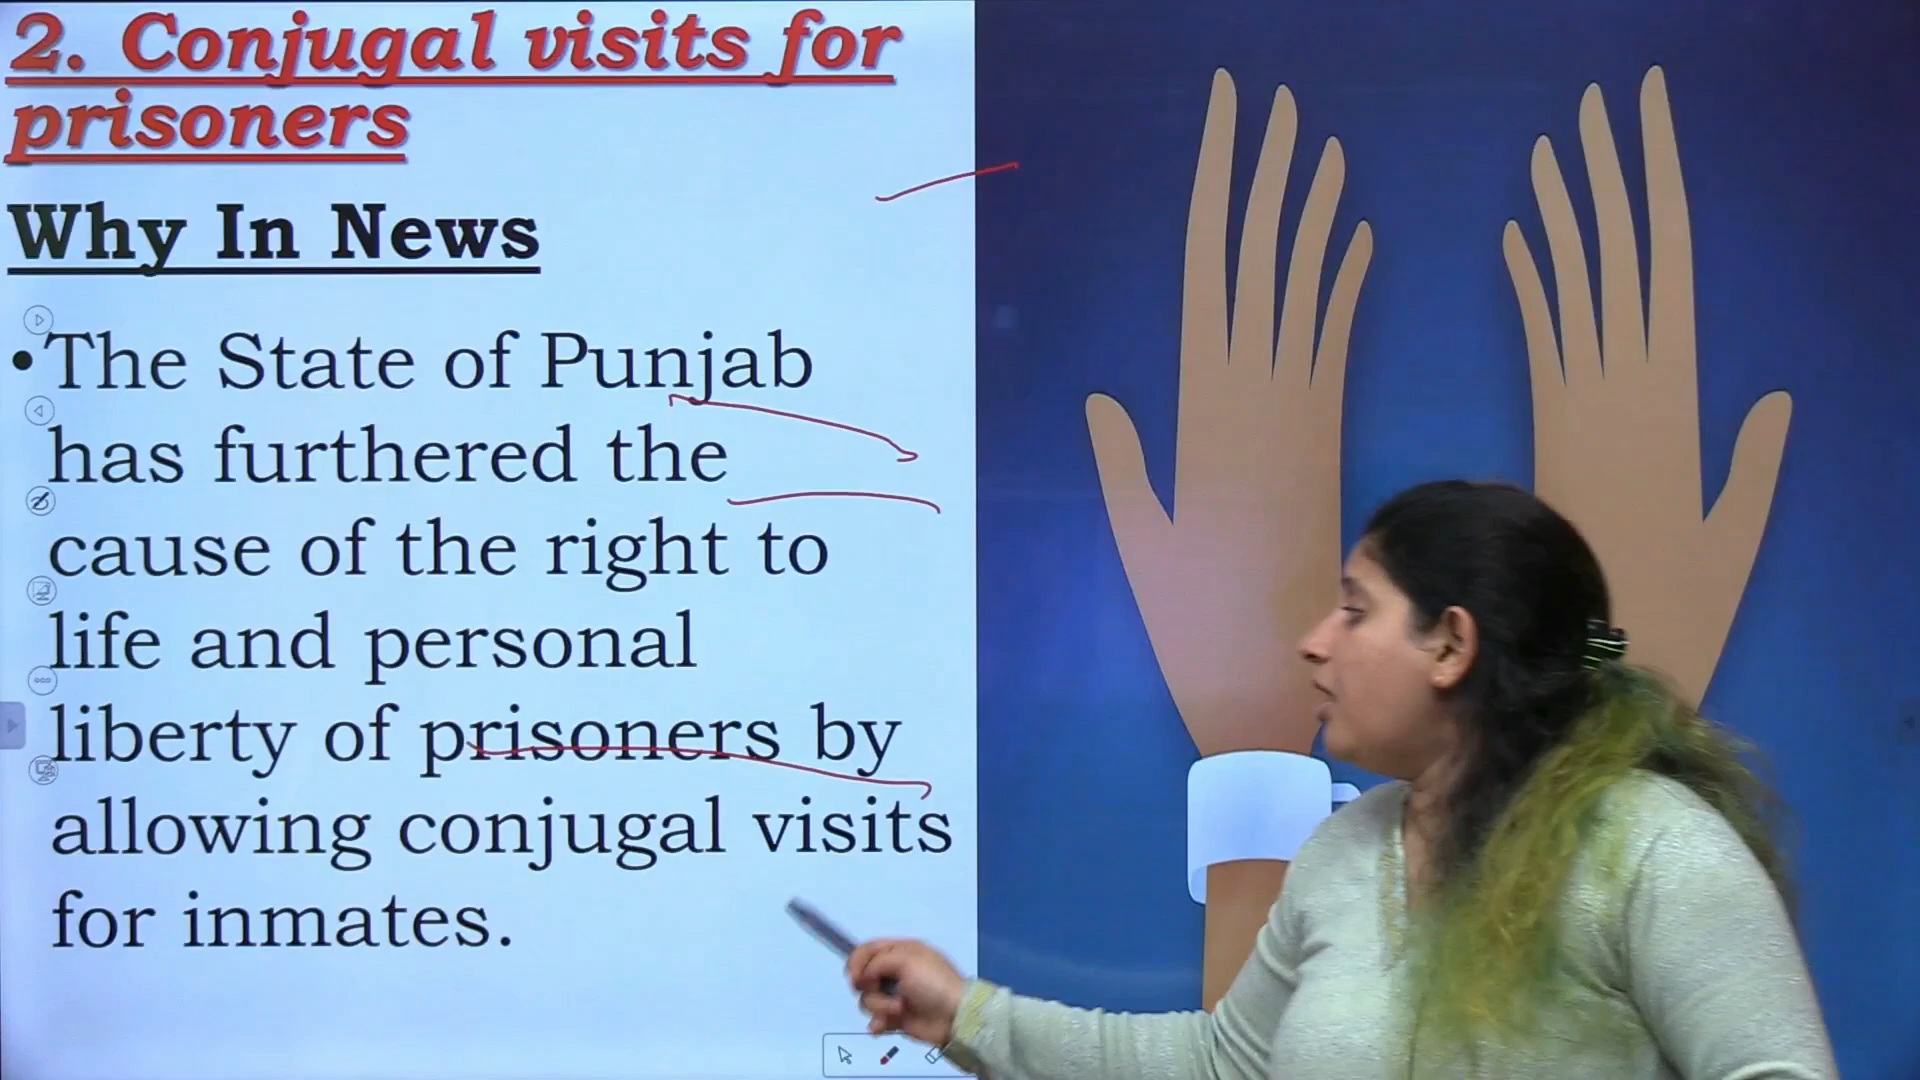 2. Conjugal visits for
prisoners
Why In News
•The State of Punjab
has furthered the
cause of the right to
life and personal
liberty of prisoners by
allowing conjugal visits
for inmates.